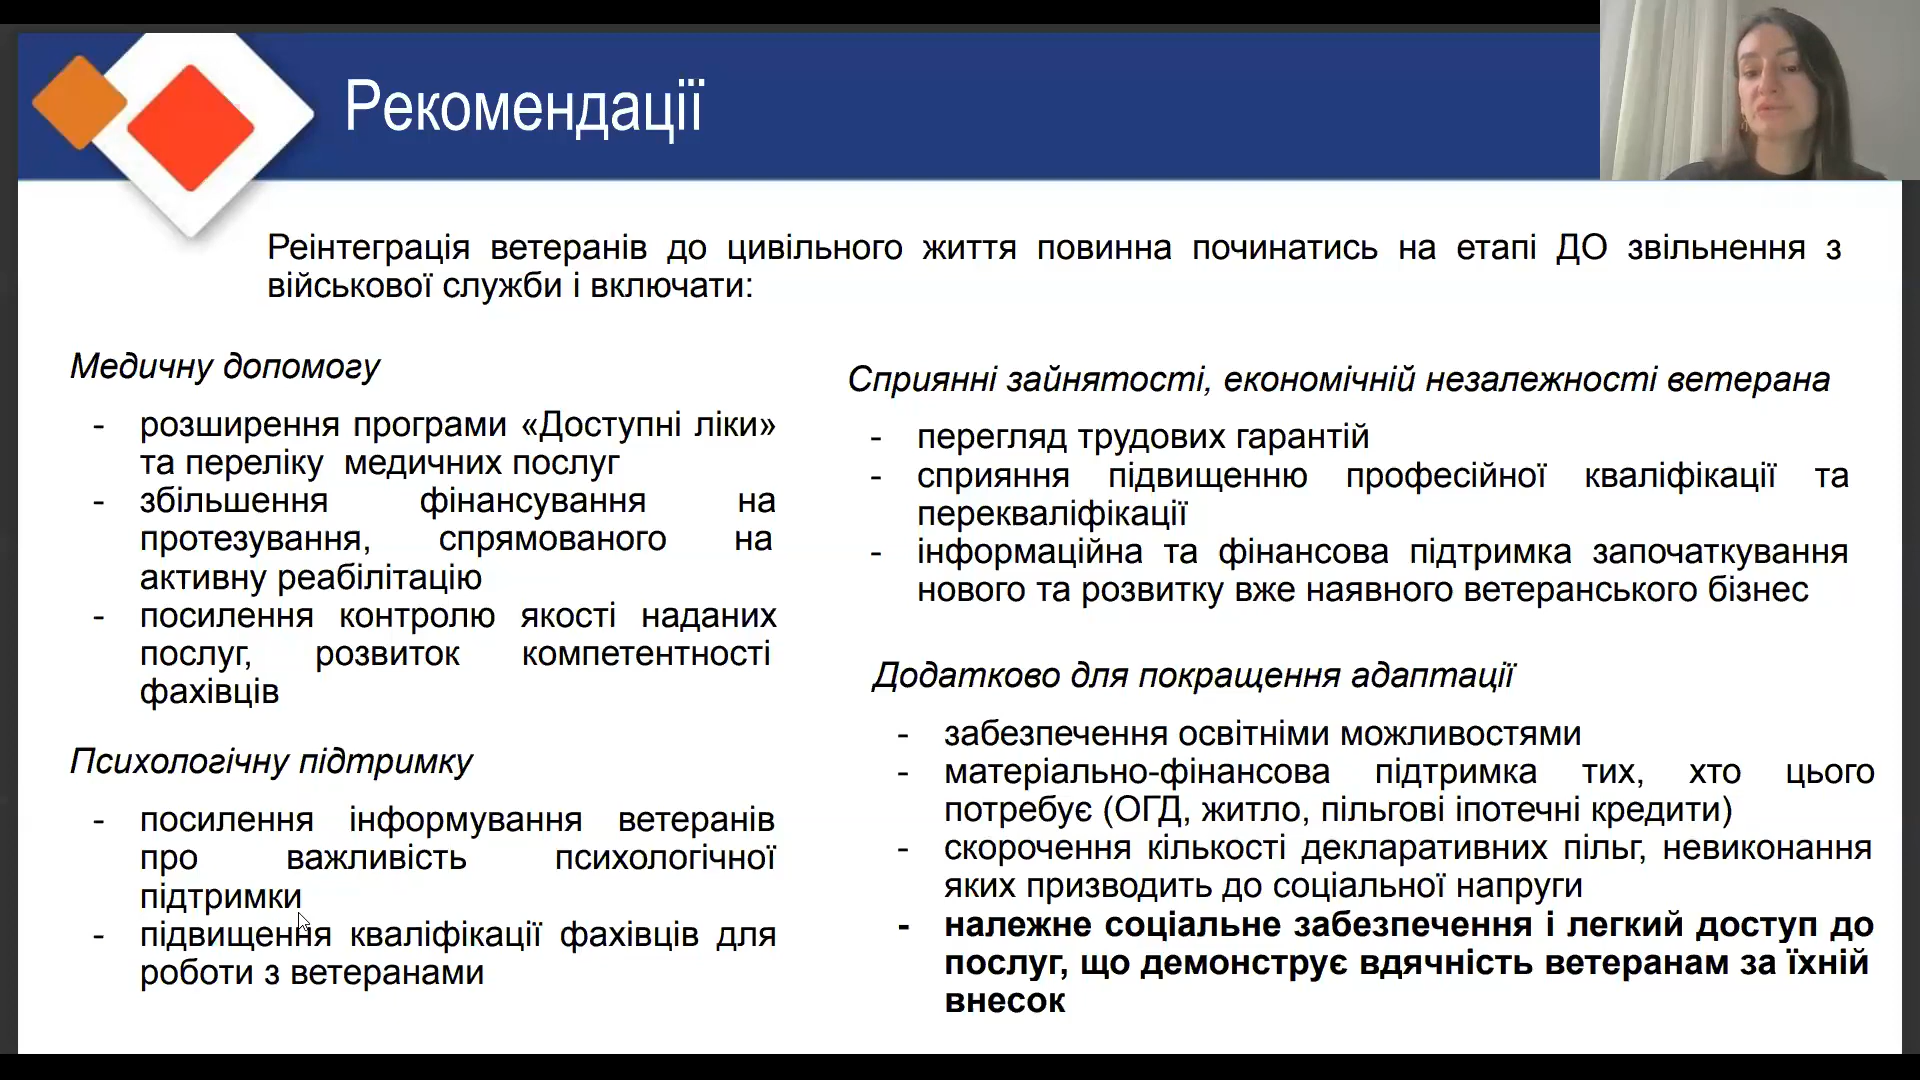 Рекомендації
Реінтеграція ветеранів до цивільного життя повинна починатись на етапі ДО звільнення з
військової служби і включати:
Медичну допомогу
- розширення програми «Доступні ліки»
та переліку медичних послуг
- збільшення фінансування на
протезування, спрямованого на
активну реабілітацію
- посилення контролю якості наданих
послуг, розвиток компетентності
фахівців
Психологічну підтримку
- посилення інформування ветеранів
про важливість психологічної
підтримки
- підвищення кваліфікації фахівців для
роботи з ветеранами
Сприянні зайнятості, економічній незалежності ветерана
- перегляд трудових гарантій
- сприяння підвищенню професійної кваліфікації та
перекваліфікації
- інформаційна та фінансова підтримка започаткування
нового та розвитку вже наявного ветеранського бізнес
Додатково для покращення адаптації
- забезпечення освітніми можливостями
- матеріально-фінансова підтримка тих, хто цього
потребує (ОГД, житло, пільгові іпотечні кредити)
- скорочення кількості декларативних пільг, невиконання
яких призводить до соціальної напруги
- належне соціальне забезпечення і легкий доступ до
послуг, що демонструє вдячність ветеранам за їхній
внесок